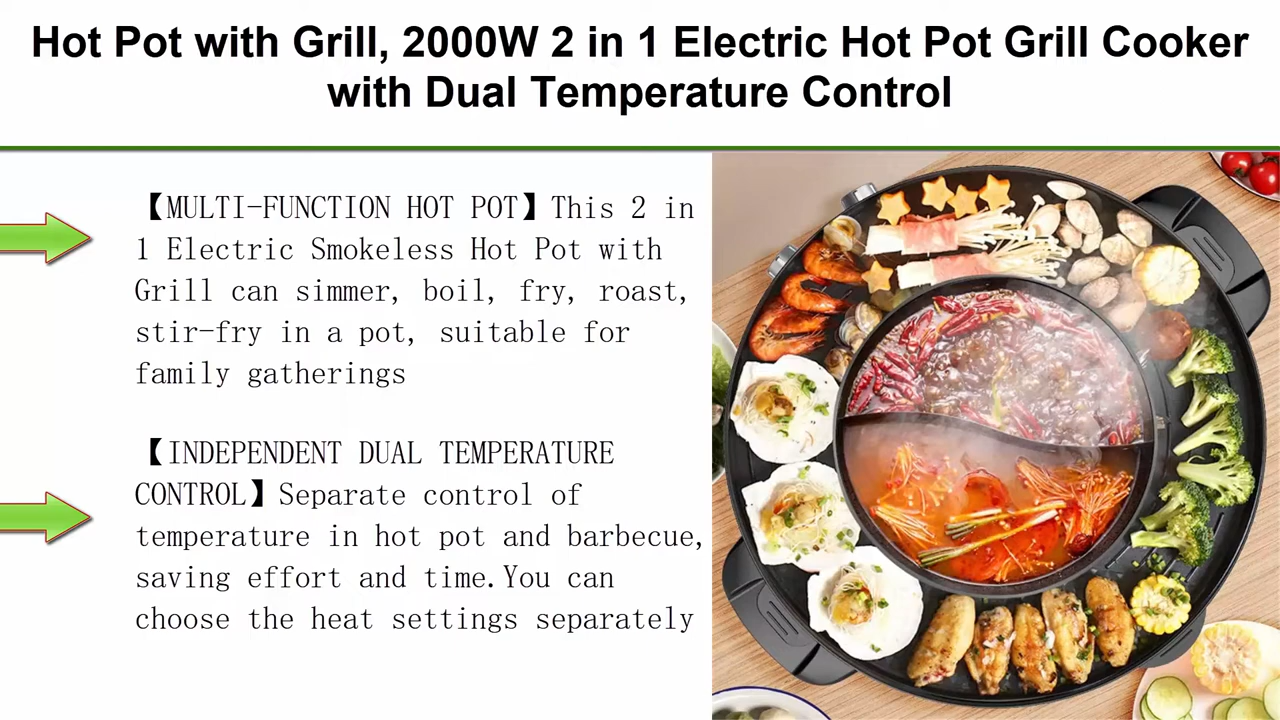 Hot Pot with Grill, 2000W 2 in 1 Electric Hot Pot Grill Cooker
with Dual Temperature Control
【MULTI-FUNCTION HOT POT】This 2 in
1 Electric Smokeless Hot Pot with
Grill can simmer, boil, fry, roast,
stir-fry in a pot, suitable for
family gatherings
【INDEPENDENT DUAL TEMPERATURE
CONTROL】Separate control of
temperature in hot pot and barbecue,
saving effort and time.You can
choose the heat settings separately